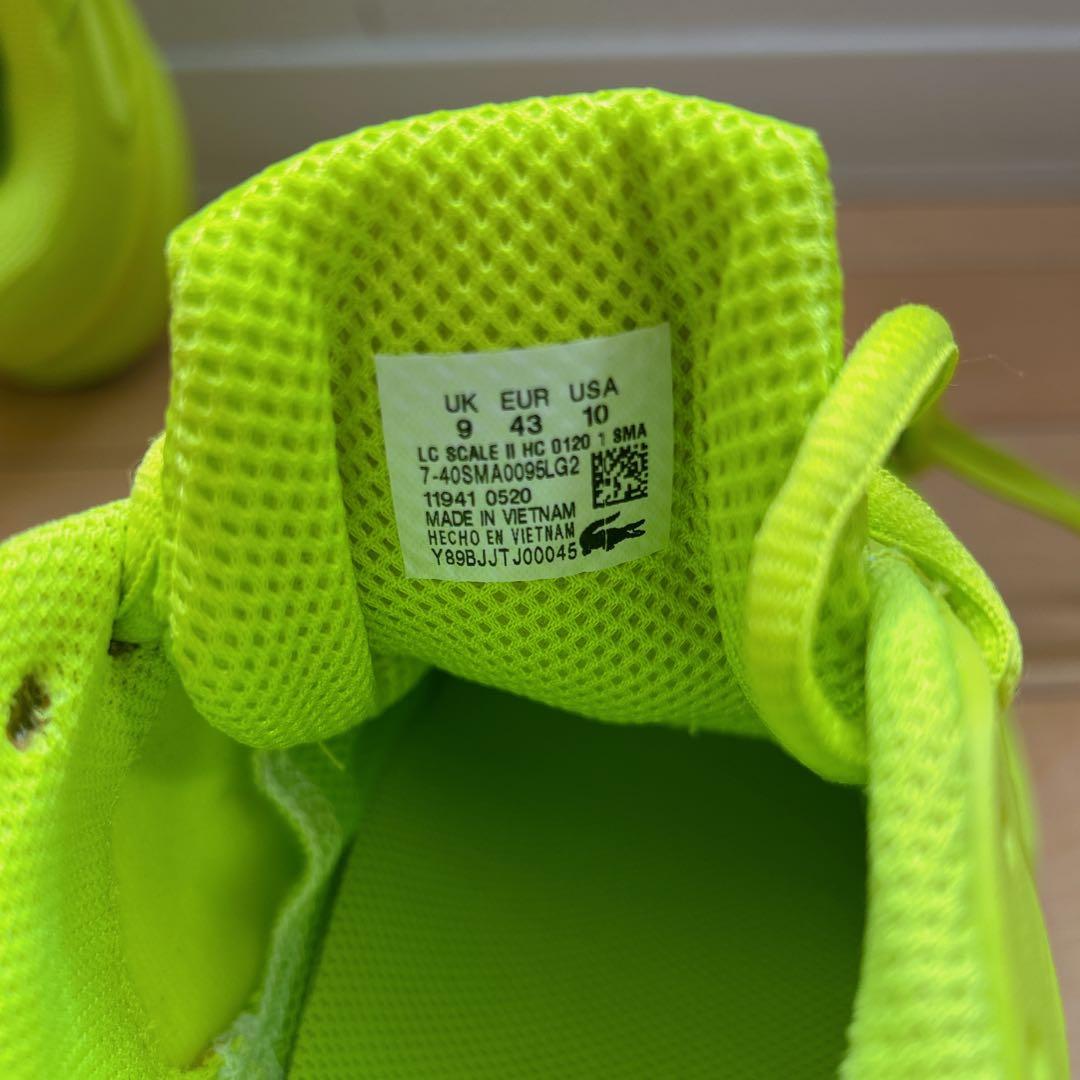 UK EUR USA
9 43 10
LC SCALE II HC 0120 1 SMA
7-40SMA0095LG2
11941 0520
MADE IN VIETNAM
HECHO EN VIETNAM
Y89BJJTJ00045